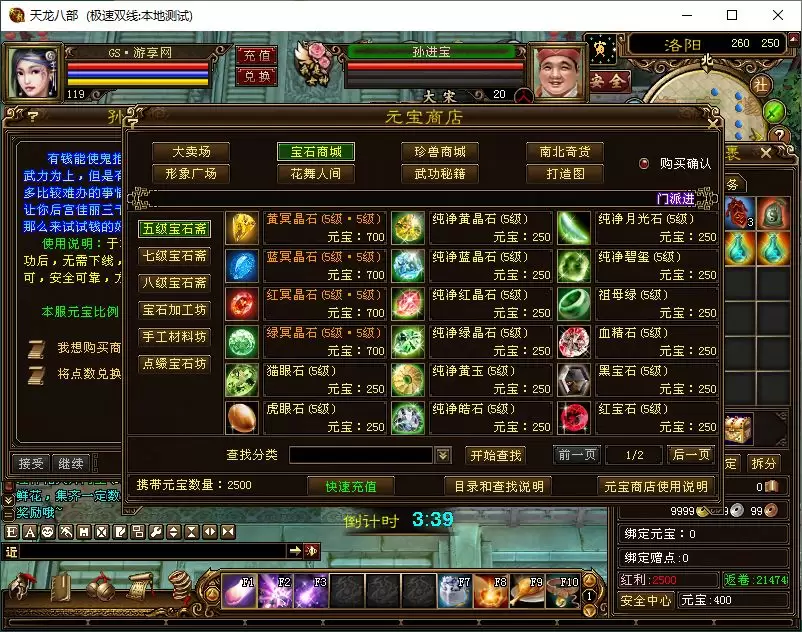 天龙八部 (极速双线:本地测试)
GS·游享网
119
充值
兑换
孙进宝
大宋
20
安全
洛阳 260 250
北
社
元宝商店
大卖场
宝石商城
珍兽商城
南北奇货
购买确认
形象广场
花舞人间
武功秘籍
打造图
门派进
五级宝石斋
七级宝石斋
八级宝石斋
宝石加工坊
手工材料坊
点缀宝石坊
黄冥晶石(5级·5级)
元宝:700
纯净黄晶石(5级)
元宝:250
纯净月光石(5级)
元宝:250
蓝冥晶石(5级·5级)
元宝:700
纯净蓝晶石(5级)
元宝:250
纯净碧玺(5级)
元宝:250
红冥晶石(5级·5级)
元宝:700
纯净红晶石(5级)
元宝:250
祖母绿(5级)
元宝:250
绿冥晶石(5级·5级)
元宝:700
纯净绿晶石(5级)
元宝:250
血精石(5级)
元宝:250
猫眼石(5级)
元宝:250
纯净黄玉(5级)
元宝:250
黑宝石(5级)
元宝:250
虎眼石(5级)
元宝:250
纯净皓石(5级)
元宝:250
红宝石(5级)
元宝:250
查找分类
开始查找
前一页
1/2
后一页
携带元宝数量:2500
快速充值
目录和查找说明
元宝商店使用说明
孙
有钱能使鬼推
武力为上，但是有
多比较难办的事情
让你后宫佳丽三千
那么来试试钱的好
使用说明：于
功后，无需下线，
可，安全可靠，方
本服元宝比例
我想购买商
将点数兑换
接受
继续
鲜花，集齐一定数
奖励哦~
近
倒计时 3:39
F1 F2 F3 F7 F8 F9 F10
1
务
3
定
拆分
0
9999 99 99
绑定元宝:0
绑定赠点:0
红利:2500
返卷:21474
安全中心
元宝:400